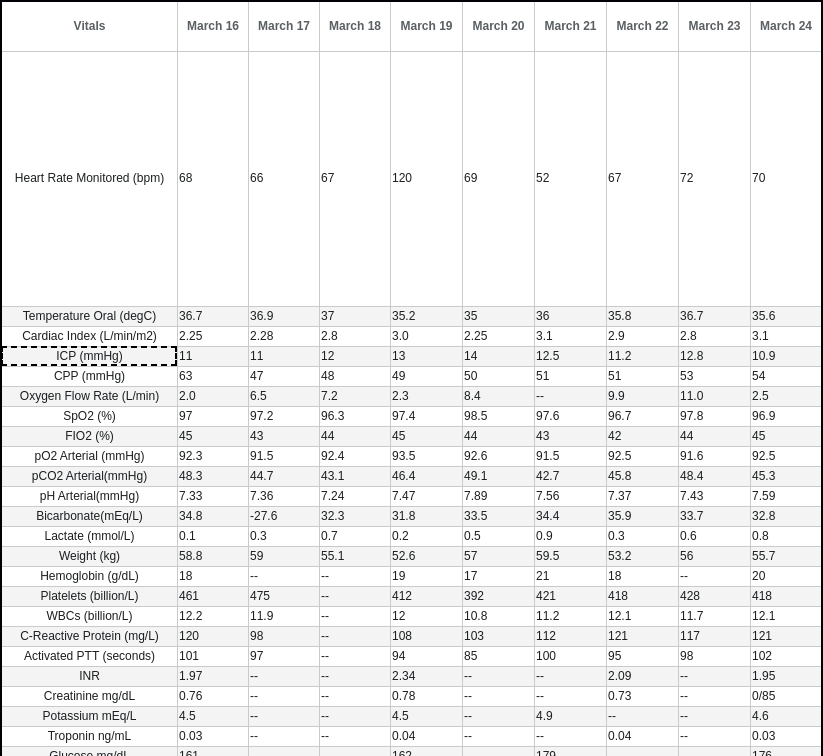 Vitals March 16 March 17 March 18 March 19 March 20 March 21 March 22 March 23 March 24
Heart Rate Monitored (bpm) 68 66 67 120 69 52 67 72 70
Temperature Oral (degC) 36.7 36.9 37 35.2 35 36 35.8 36.7 35.6
Cardiac Index (L/min/m2) 2.25 2.28 2.8 3.0 2.25 3.1 2.9 2.8 3.1
ICP (mmHg) 11 11 12 13 14 12.5 11.2 12.8 10.9
CPP (mmHg) 63 47 48 49 50 51 51 53 54
Oxygen Flow Rate (L/min) 2.0 6.5 7.2 2.3 8.4 -- 9.9 11.0 2.5
SpO2 (%) 97 97.2 96.3 97.4 98.5 97.6 96.7 97.8 96.9
FIO2 (%) 45 43 44 45 44 43 42 44 45
pO2 Arterial (mmHg) 92.3 91.5 92.4 93.5 92.6 91.5 92.5 91.6 92.5
pCO2 Arterial(mmHg) 48.3 44.7 43.1 46.4 49.1 42.7 45.8 48.4 45.3
pH Arterial(mmHg) 7.33 7.36 7.24 7.47 7.89 7.56 7.37 7.43 7.59
Bicarbonate(mEq/L) 34.8 -27.6 32.3 31.8 33.5 34.4 35.9 33.7 32.8
Lactate (mmol/L) 0.1 0.3 0.7 0.2 0.5 0.9 0.3 0.6 0.8
Weight (kg) 58.8 59 55.1 52.6 57 59.5 53.2 56 55.7
Hemoglobin (g/dL) 18 -- -- 19 17 21 18 -- 20
Platelets (billion/L) 461 475 -- 412 392 421 418 428 418
WBCs (billion/L) 12.2 11.9 -- 12 10.8 11.2 12.1 11.7 12.1
C-Reactive Protein (mg/L) 120 98 -- 108 103 112 121 117 121
Activated PTT (seconds) 101 97 -- 94 85 100 95 98 102
INR 1.97 -- -- 2.34 -- -- 2.09 -- 1.95
Creatinine mg/dL 0.76 -- -- 0.78 -- -- 0.73 -- 0/85
Potassium mEq/L 4.5 -- -- 4.5 -- 4.9 -- -- 4.6
Troponin ng/mL 0.03 -- -- 0.04 -- -- 0.04 -- 0.03
Glucose mg/dL 161 162 179 176